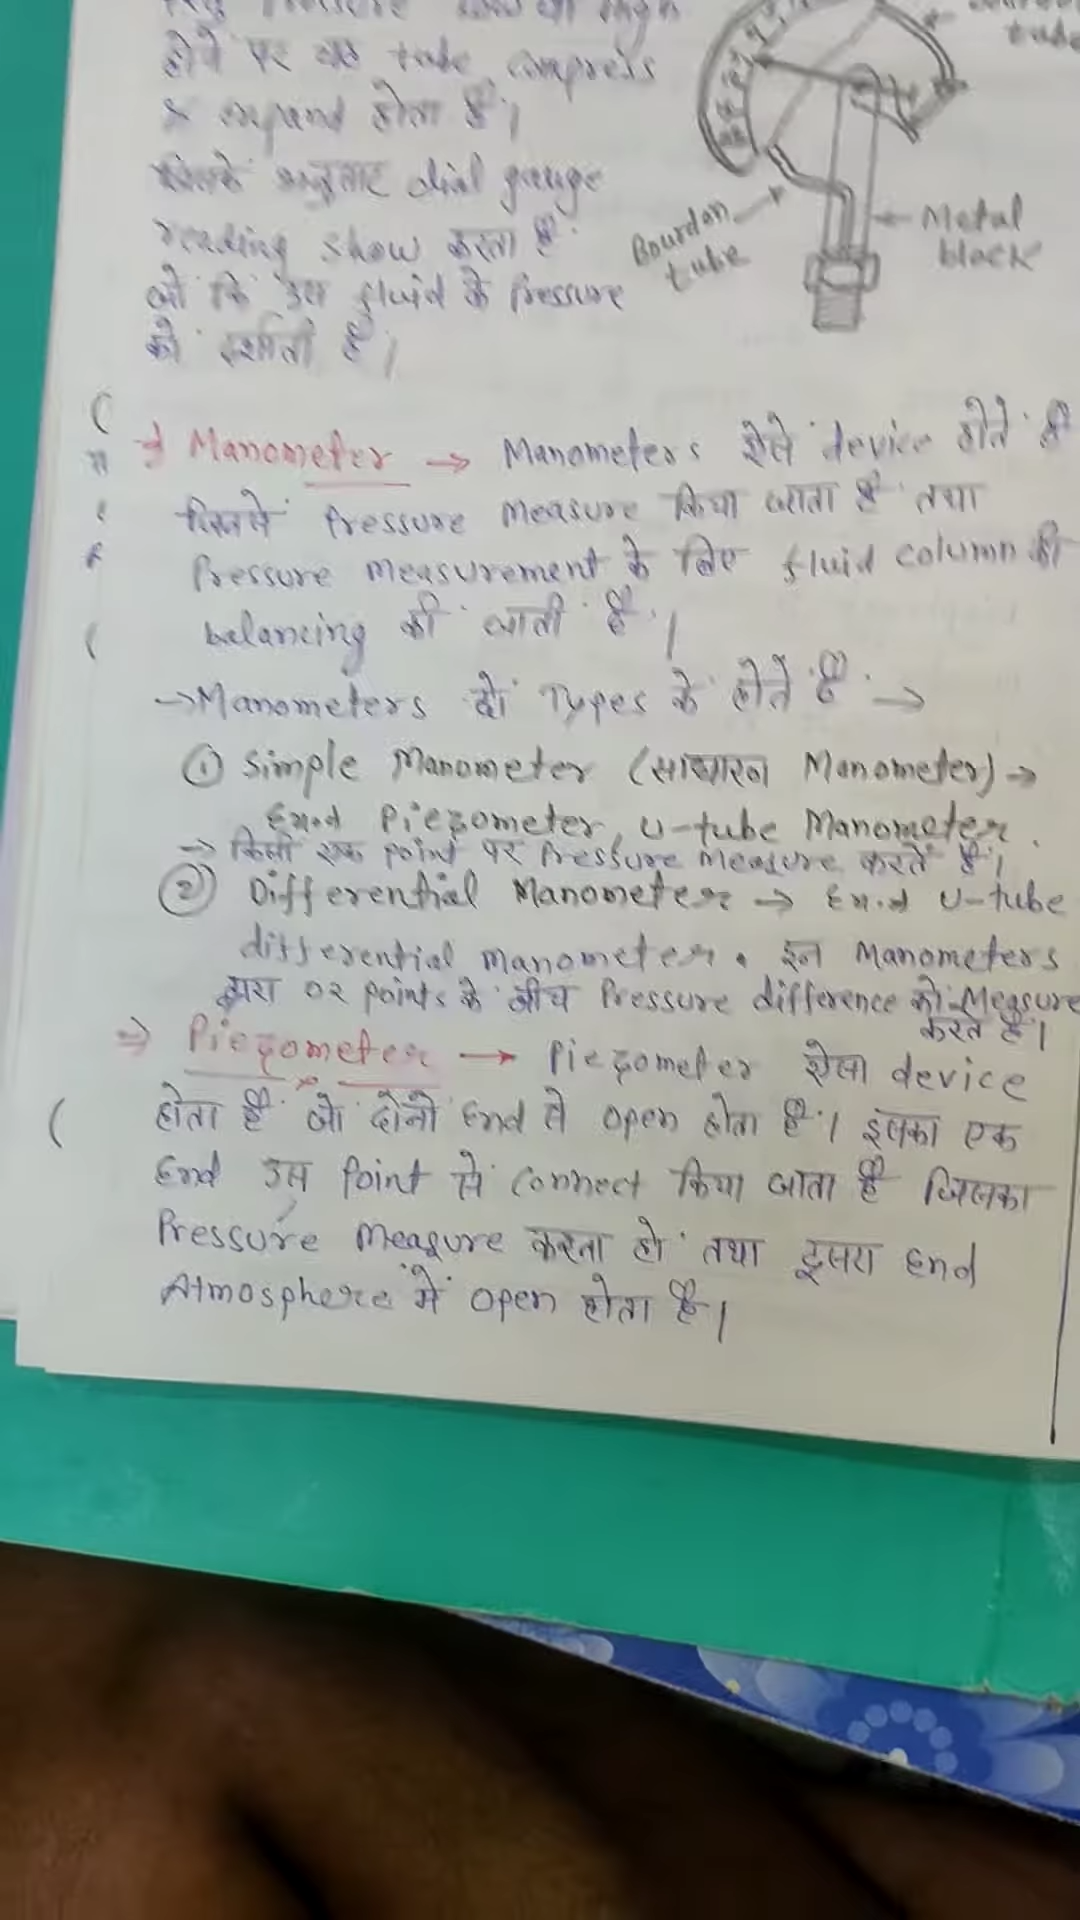 होने पर यह tube compress
& expand होता है।
जिसके अनुसार dial gauge
reading show करता है
जो कि उस fluid के Pressure
को दर्शाती है।
tube
Bourdon tube
Metal block
→ Manometer → Manometers ऐसे device होते हैं
जिनसे Pressure measure किया जाता है तथा
Pressure measurement के लिए fluid column की
balancing की जाती है।
→ Manometers दो Types के होते है →
① Simple Manometer (साधारन Manometer) →
Piezometer, U-tube Manometer.
→ किसी एक point पर Pressure measure करते है।
② Differential Manometer → U-tube
differential manometer. इन Manometers
द्वारा 02 points के बीच Pressure difference को Measure
करते है।
⇒ Piezometer → Piezometer ऐसा device
होता है जो दोनो End से open होता है। इसका एक
End उस Point से Connect किया जाता है जिसका
Pressure Measure करना हो तथा दूसरा End
Atmosphere में open होता है।